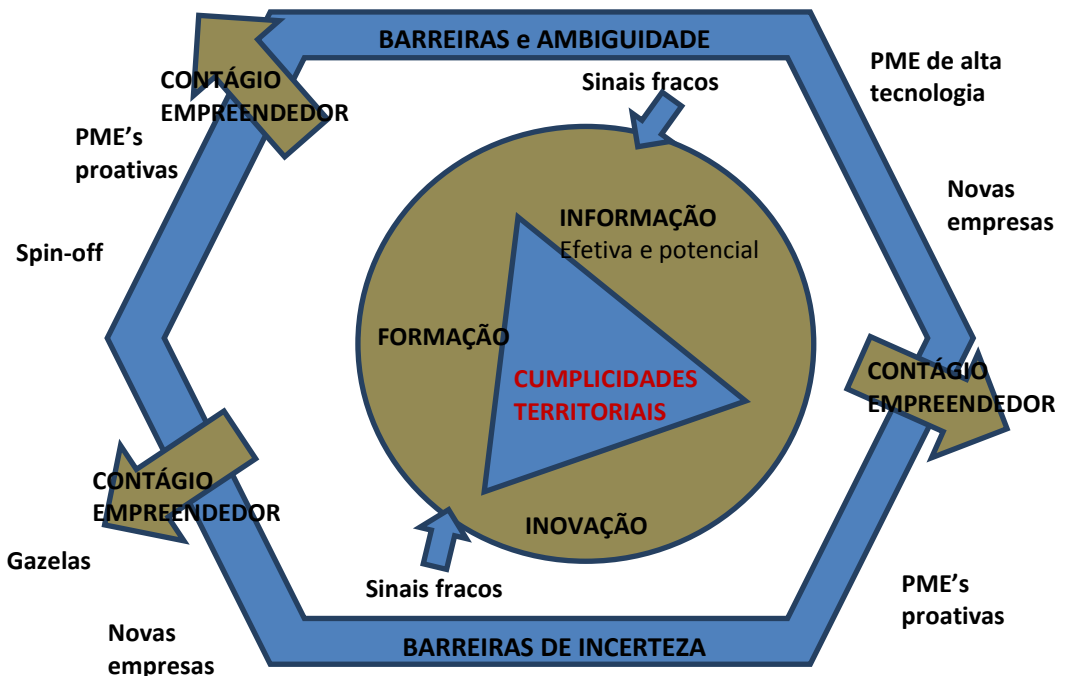 BARREIRAS e AMBIGUIDADE
PME de alta
tecnologia
Sinais fracos
CONTÁGIO
EMPREENDEDOR
PME's
proativas
Novas
empresas
INFORMAÇÃO
Efetiva e potencial
Spin-off
FORMAÇÃO
CUMPLICIDADES
TERRITORIAIS
CONTÁGIO
EMPREENDEDOR
CONTÁGIO
EMPREENDEDOR
INOVAÇÃO
Gazelas
Sinais fracos
PME's
proativas
Novas
empresas
BARREIRAS DE INCERTEZA